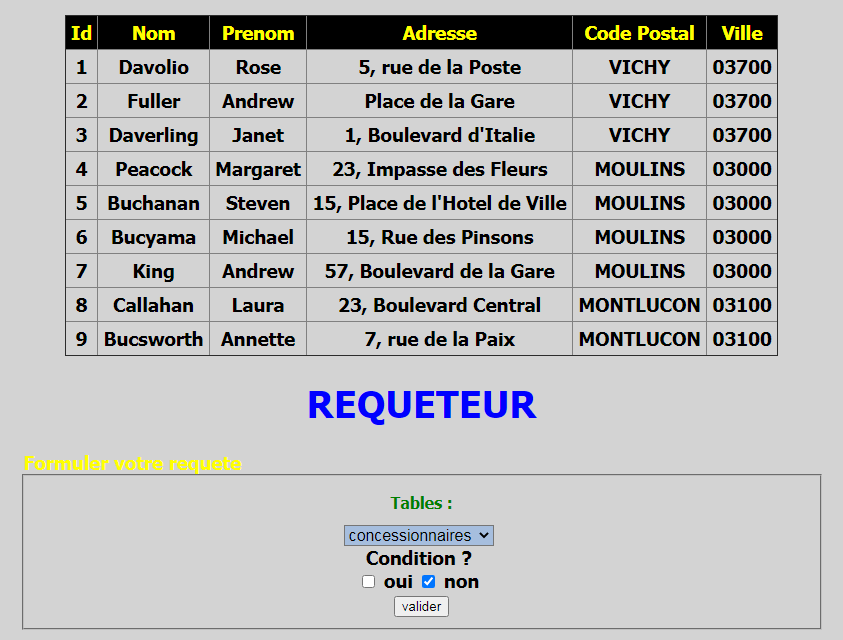 Id Nom Prenom Adresse Code Postal Ville
1 Davolio Rose 5, rue de la Poste VICHY 03700
2 Fuller Andrew Place de la Gare VICHY 03700
3 Daverling Janet 1, Boulevard d'Italie VICHY 03700
4 Peacock Margaret 23, Impasse des Fleurs MOULINS 03000
5 Buchanan Steven 15, Place de l'Hotel de Ville MOULINS 03000
6 Bucyama Michael 15, Rue des Pinsons MOULINS 03000
7 King Andrew 57, Boulevard de la Gare MOULINS 03000
8 Callahan Laura 23, Boulevard Central MONTLUCON 03100
9 Bucsworth Annette 7, rue de la Paix MONTLUCON 03100
REQUETEUR
Formuler votre requete
Tables :
concessionnaires
Condition ?
oui non
valider